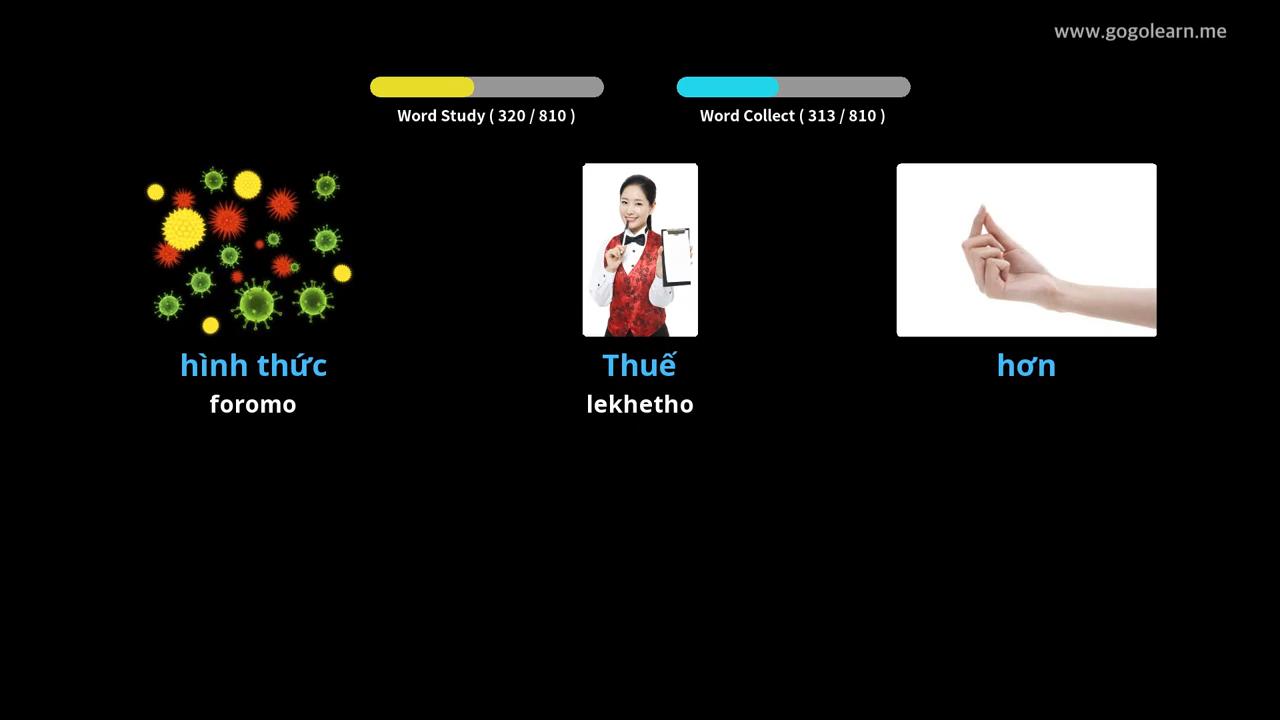 www.gogolearn.me
Word Study ( 320 / 810 )
Word Collect ( 313 / 810 )
hình thức
foromo
Thuế
lekhetho
hơn